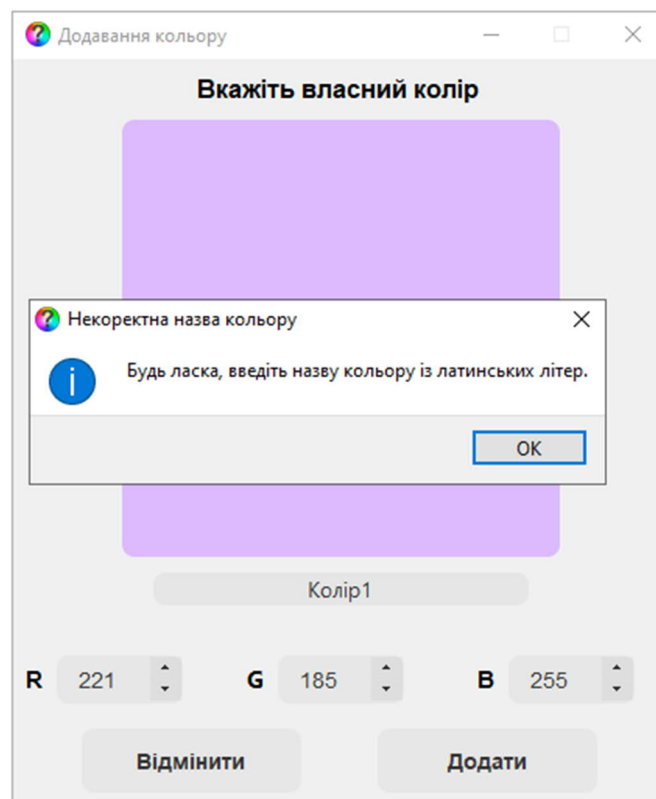 Додавання кольору
Вкажіть власний колір
Некоректна назва кольору
Будь ласка, введіть назву кольору із латинських літер.
OK
Колір1
R 221 G 185 B 255
Відмінити Додати